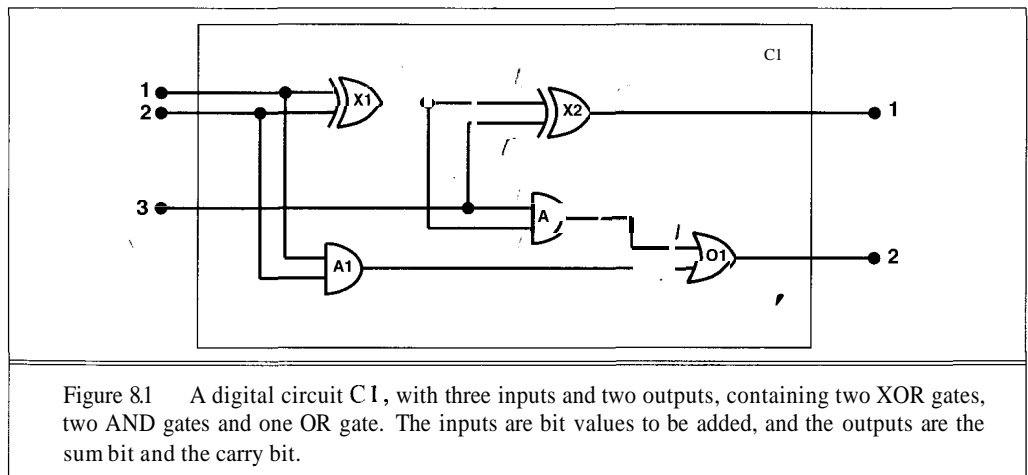 C1
1
2
X1
X2
1
3
A
A1
O1
2
Figure 8.1 A digital circuit C1, with three inputs and two outputs, containing two XOR gates,
two AND gates and one OR gate. The inputs are bit values to be added, and the outputs are the
sum bit and the carry bit.